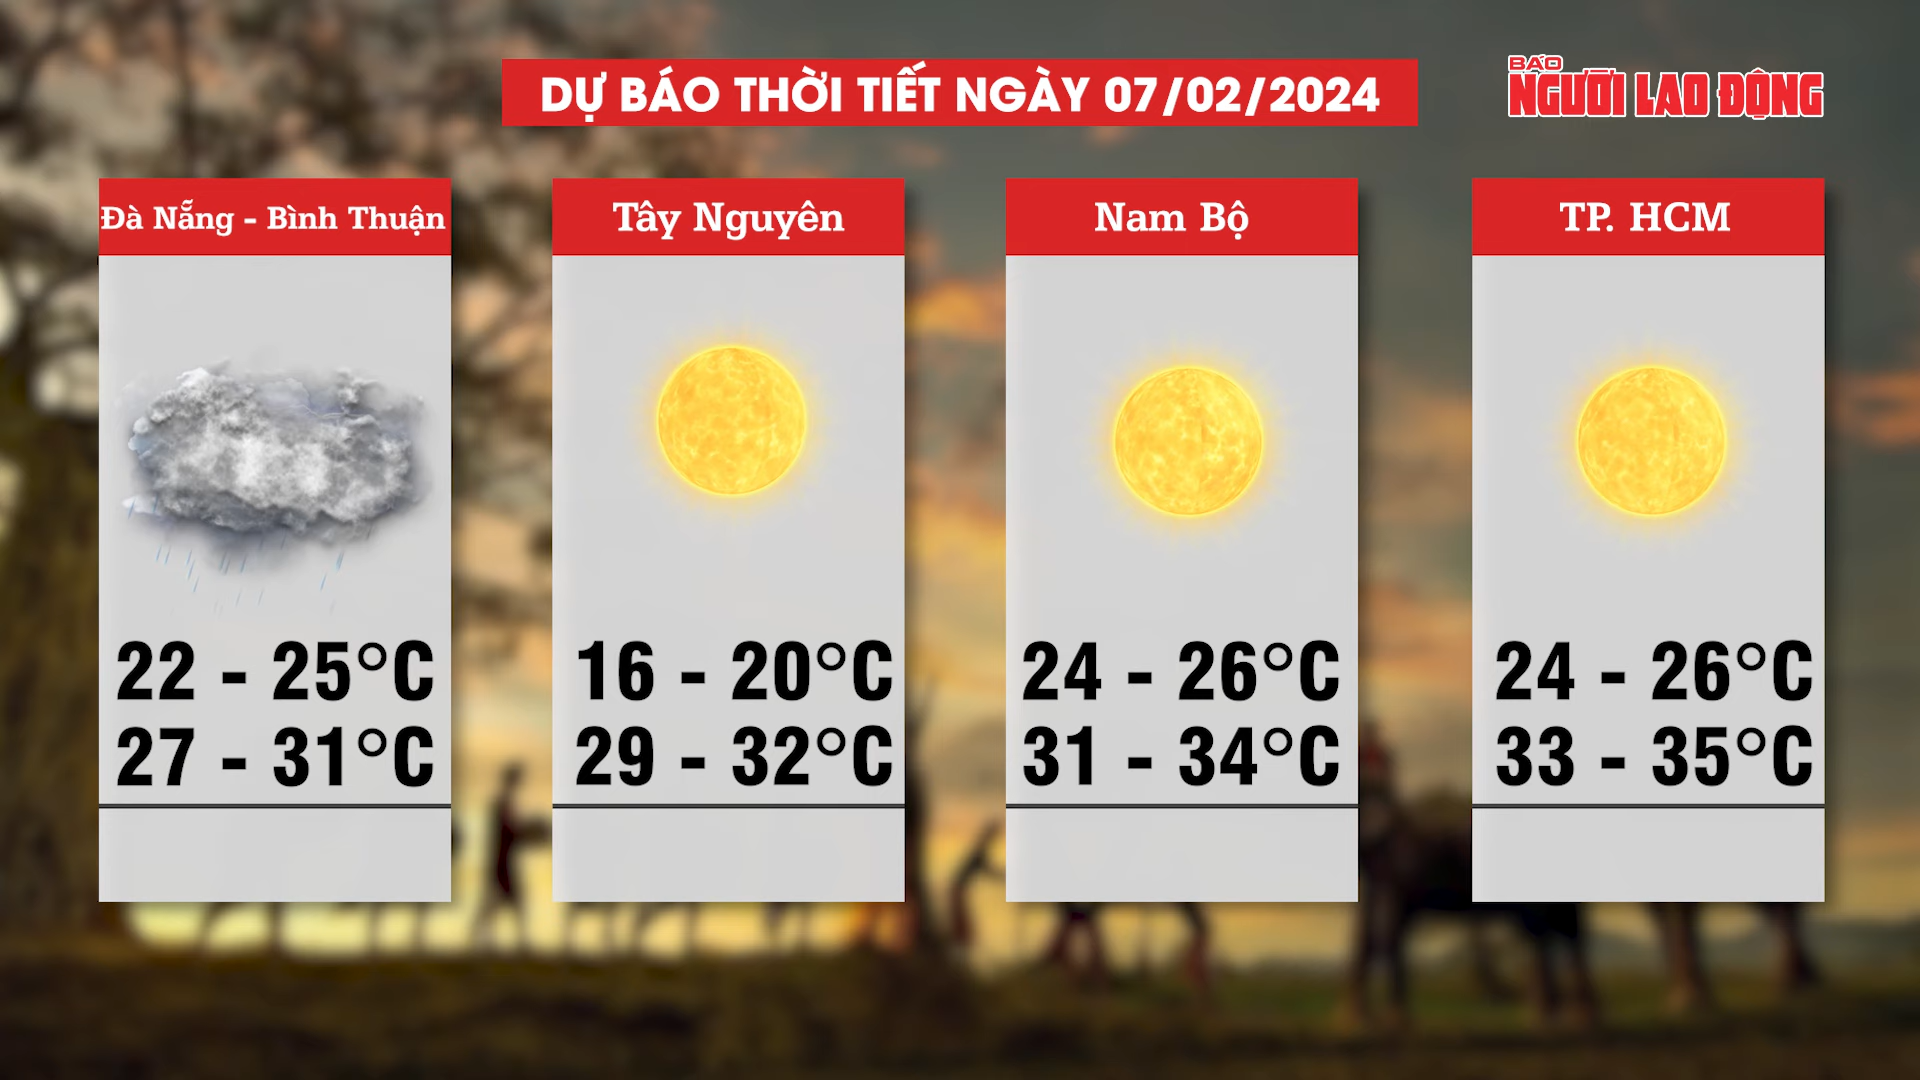 DỰ BÁO THỜI TIẾT NGÀY 07/02/2024
BÁO
NGƯỜI LAO ĐỘNG
Đà Nẵng - Bình Thuận
22 - 25°C
27 - 31°C
Tây Nguyên
16 - 20°C
29 - 32°C
Nam Bộ
24 - 26°C
31 - 34°C
TP. HCM
24 - 26°C
33 - 35°C